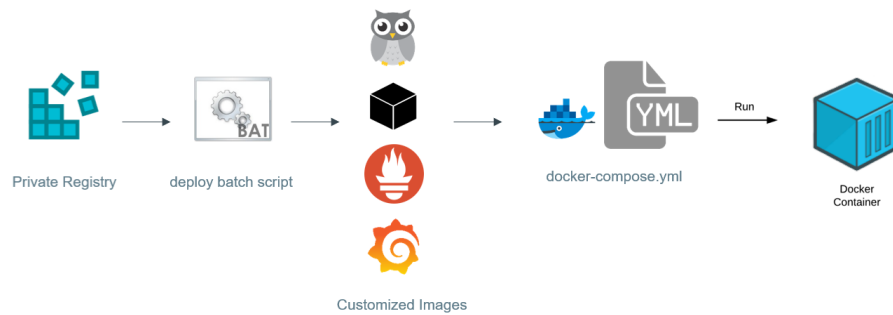 Private Registry
BAT
deploy batch script
Customized Images
YML
docker-compose.yml
Run
Docker
Container